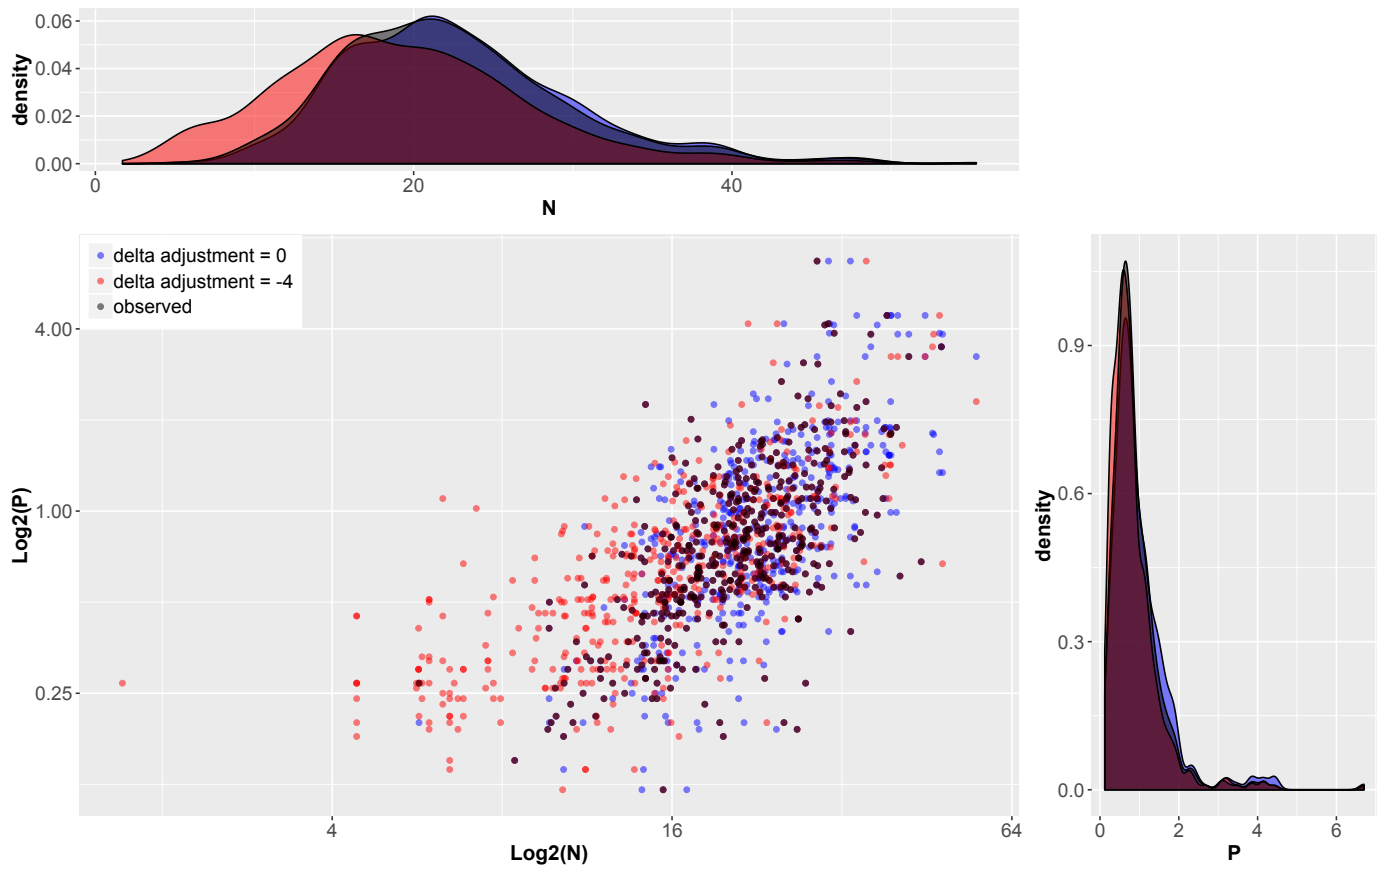 0.06
0.04
0.02
0.00
density
0 20 40
N
delta adjustment = 0
delta adjustment = -4
observed
4.00
1.00
0.25
Log2(P)
4 16 64
Log2(N)
0.9
0.6
0.3
0.0
density
0 2 4 6
P